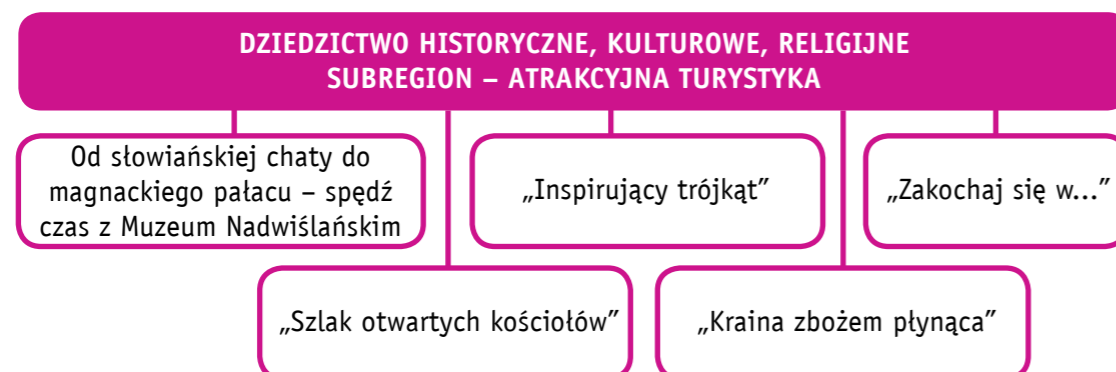 DZIEDZICTWO HISTORYCZNE, KULTUROWE, RELIGIJNE
SUBREGION – ATRAKCYJNA TURYSTYKA
Od słowiańskiej chaty do
magnackiego pałacu – spędź
czas z Muzeum Nadwiślańskim
„Inspirujący trójkąt”
„Zakochaj się w...”
„Szlak otwartych kościołów”
„Kraina zbożem płynąca”